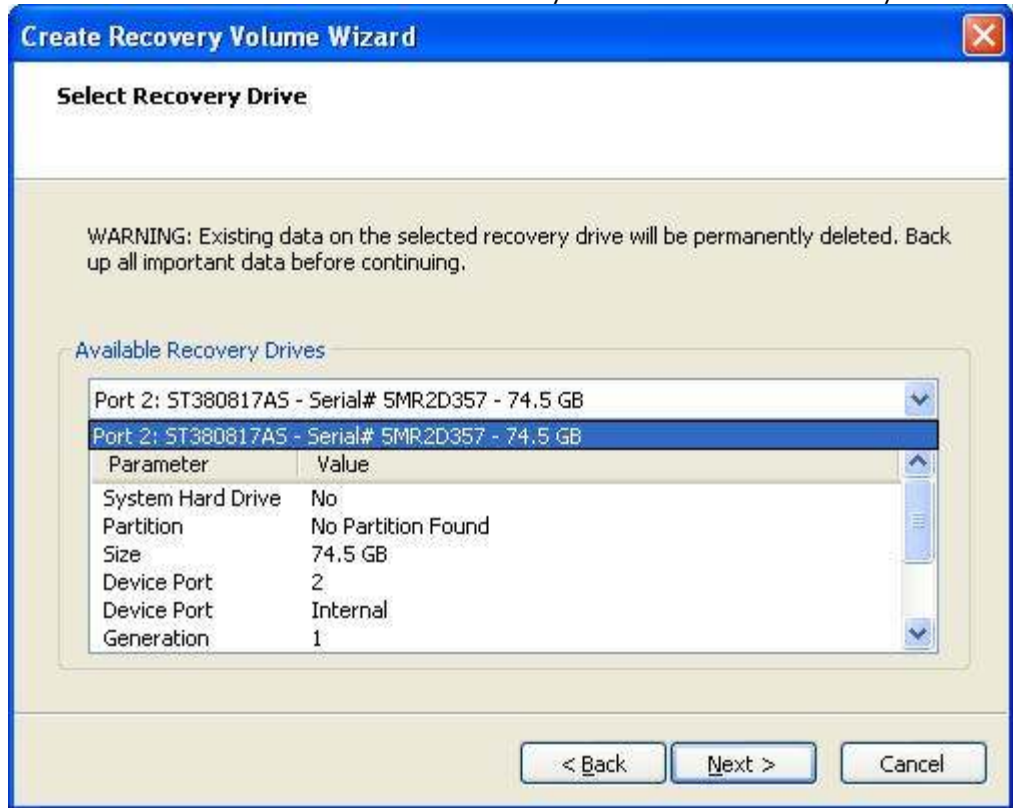 Create Recovery Volume Wizard
Select Recovery Drive
WARNING: Existing data on the selected recovery drive will be permanently deleted. Back
up all important data before continuing.
Available Recovery Drives
Port 2: ST380817AS - Serial# 5MR2D357 - 74.5 GB
Port 2: ST380817AS - Serial# 5MR2D357 - 74.5 GB
Parameter Value
System Hard Drive No
Partition No Partition Found
Size 74.5 GB
Device Port 2
Device Port Internal
Generation 1
< Back Next > Cancel